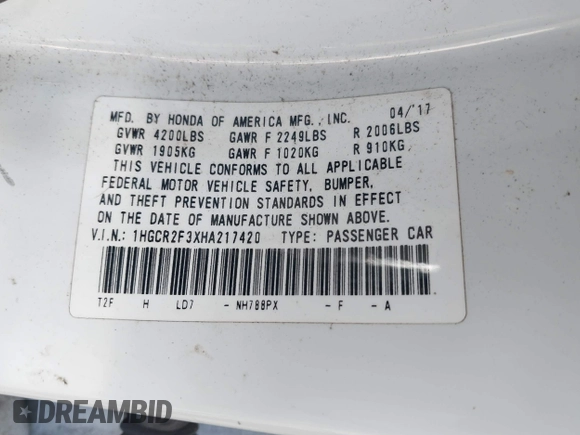 MFD. BY HONDA OF AMERICA MFG., INC. 04/'17
GVWR 4200LBS GAWR F 2249LBS R 2006LBS
GVWR 1905KG GAWR F 1020KG R 910KG
THIS VEHICLE CONFORMS TO ALL APPLICABLE
FEDERAL MOTOR VEHICLE SAFETY, BUMPER,
AND THEFT PREVENTION STANDARDS IN EFFECT
ON THE DATE OF MANUFACTURE SHOWN ABOVE.
V.I.N.: 1HGCR2F3XHA217420 TYPE: PASSENGER CAR
T2F H LD7 - NH788PX - F - A
DREAMBID